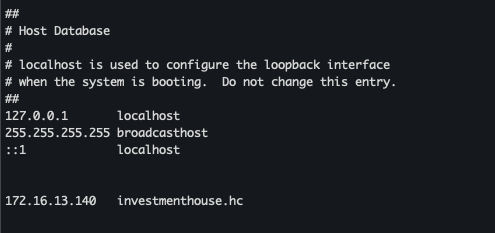 ##
# Host Database
#
# localhost is used to configure the loopback interface
# when the system is booting.  Do not change this entry.
##
127.0.0.1       localhost
255.255.255.255 broadcasthost
::1             localhost
172.16.13.140   investmenthouse.hc